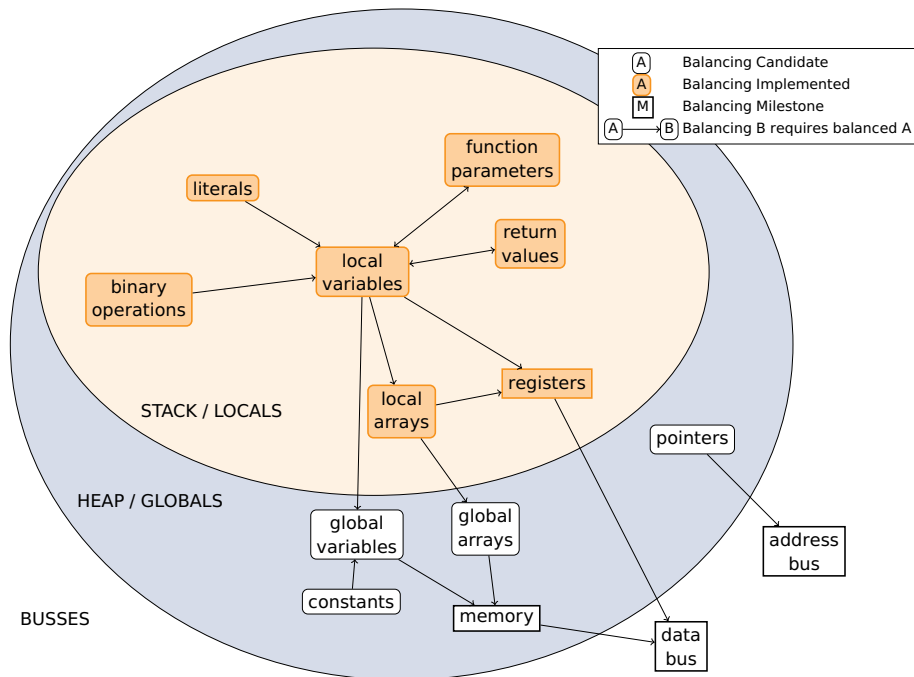 A Balancing Candidate
A Balancing Implemented
M Balancing Milestone
A B Balancing B requires balanced A
function
parameters
literals
return
values
local
variables
binary
operations
registers
local
arrays
STACK / LOCALS
pointers
HEAP / GLOBALS
global
variables
global
arrays
address
bus
constants
memory
BUSSES
data
bus